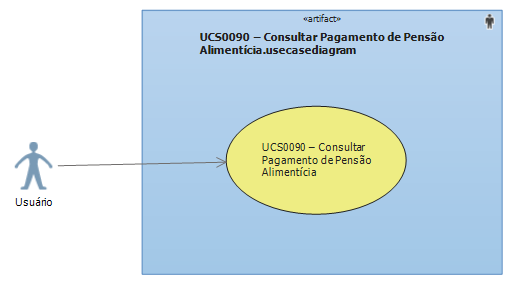 «artifact»
UCS0090 – Consultar Pagamento de Pensão
Alimentícia.usecasediagram
UCS0090 – Consultar
Pagamento de Pensão
Alimentícia
Usuário